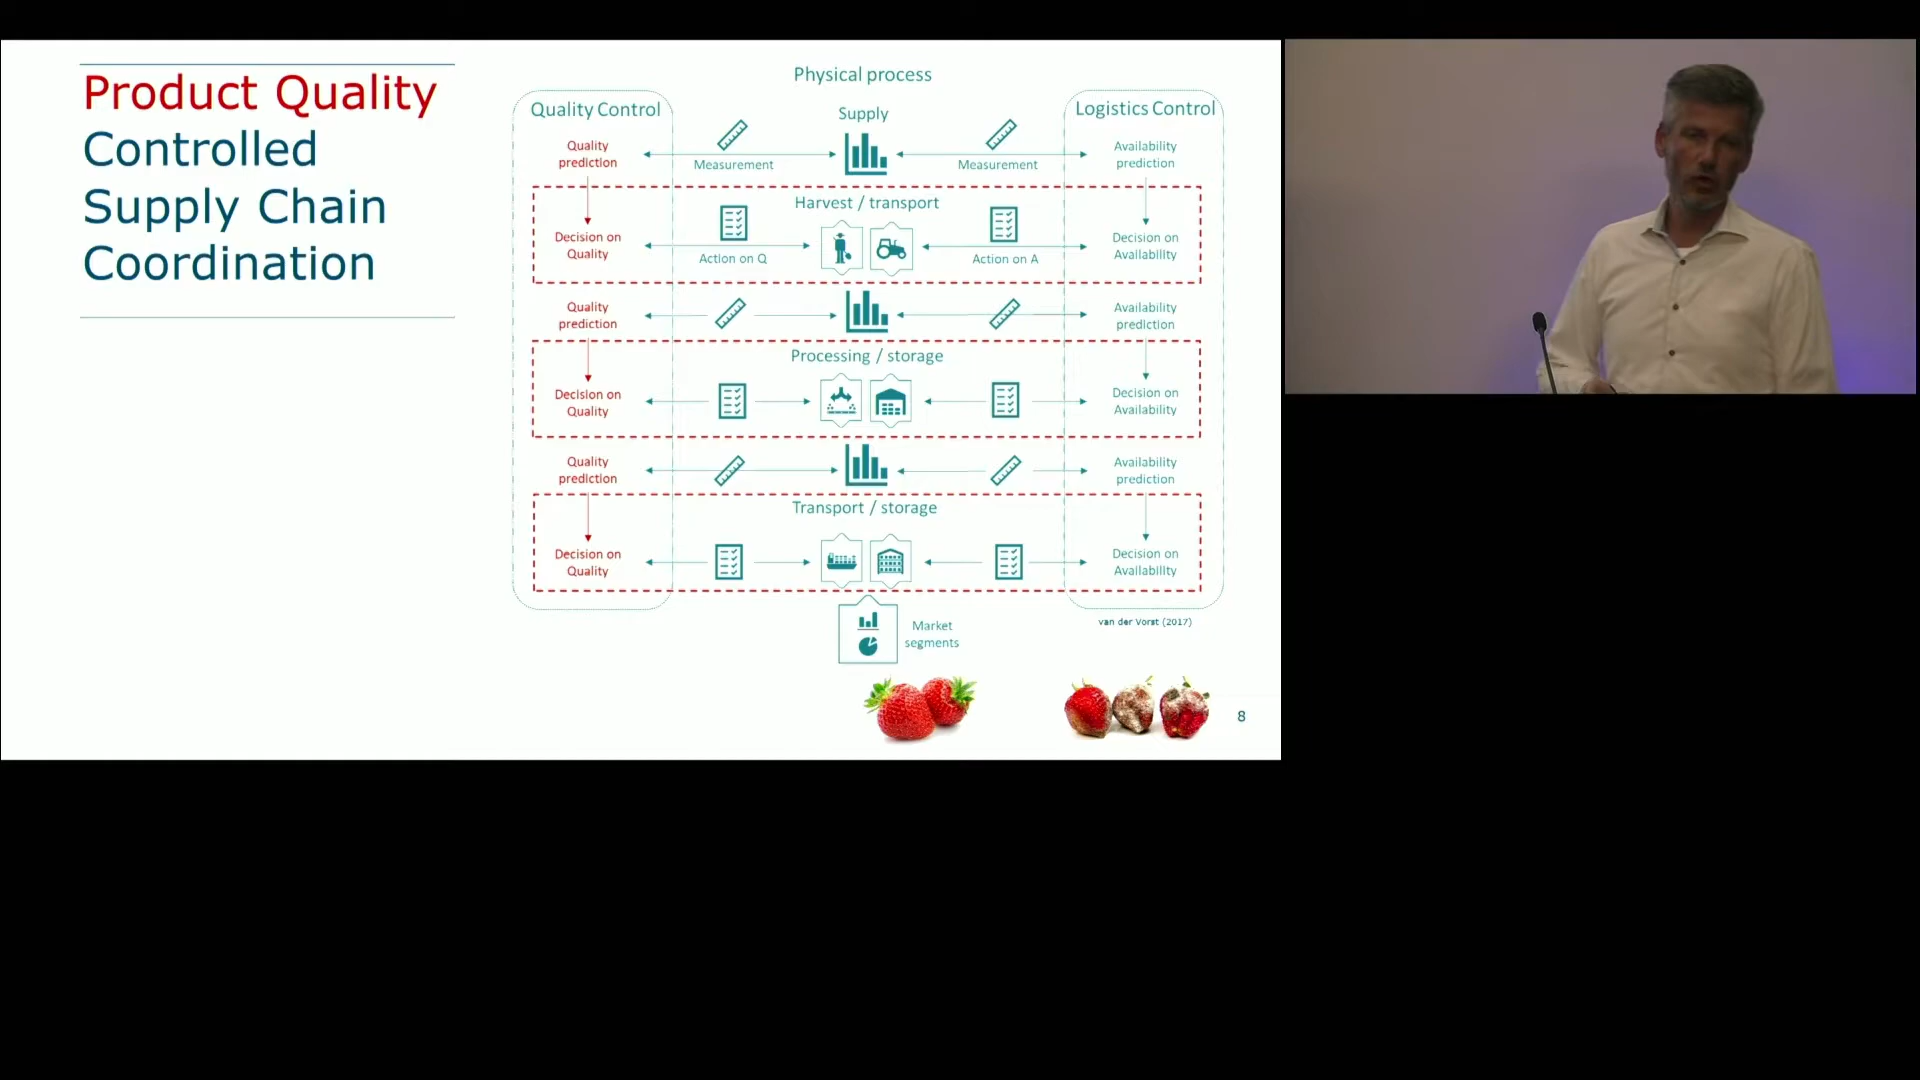 Product Quality
Controlled
Supply Chain
Coordination
Physical process
Quality Control
Supply
Logistics Control
Quality
prediction
Measurement
Measurement
Availability
prediction
Harvest / transport
Decision on
Quality
Action on Q
Action on A
Decision on
Availability
Quality
prediction
Availability
prediction
Processing / storage
Decision on
Quality
Decision on
Availability
Quality
prediction
Availability
prediction
Transport / storage
Decision on
Quality
Decision on
Availability
Market
segments
van der Vorst (2017)
8